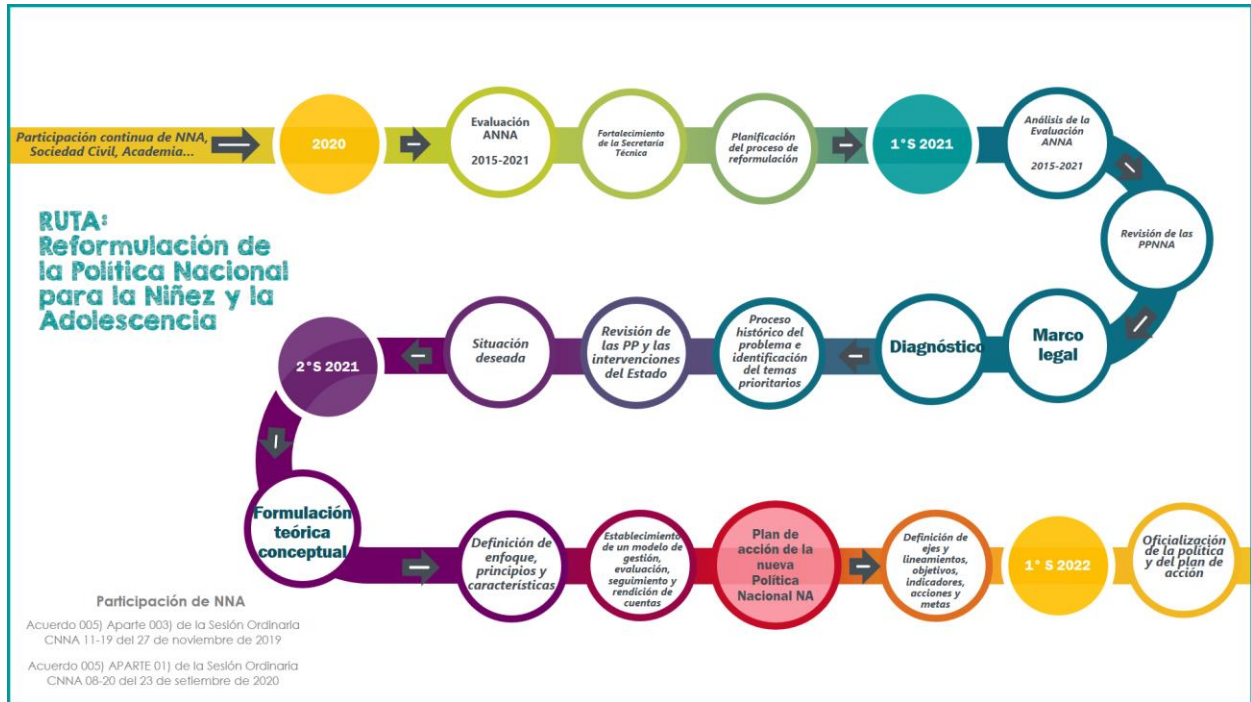 Participación continua de NNA,
Sociedad Civil, Academia...
2020
Evaluación
ANNA
2015-2021
Fortalecimiento
de la Secretaría
Técnica
Planificación
del proceso de
reformulación
1°S 2021
Análisis de la
Evaluación
ANNA
2015-2021
Revisión de las
PPNNA
RUTA:
Reformulación de
la Política Nacional
para la Niñez y la
Adolescencia
Marco
legal
Diagnóstico
Proceso
histórico del
problema e
identificación
del temas
prioritarios
Revisión de
las PP y las
intervenciones
del Estado
Situación
deseada
2°S 2021
Formulación
teórica
conceptual
Definición de
enfoque,
principios y
características
Establecimiento
de un modelo de
gestión,
evaluación,
seguimiento y
rendición de
cuentas
Plan de
acción de la
nueva
Política
Nacional NA
Definición de
ejes y
lineamientos,
objetivos,
indicadores,
acciones y
metas
1° S 2022
Oficialización
de la política
y del plan de
acción
Participación de NNA
Acuerdo 005) Aparte 003) de la Sesión Ordinaria
CNNA 11-19 del 27 de noviembre de 2019
Acuerdo 005) APARTE 01) de la Sesión Ordinaria
CNNA 08-20 del 23 de setiembre de 2020